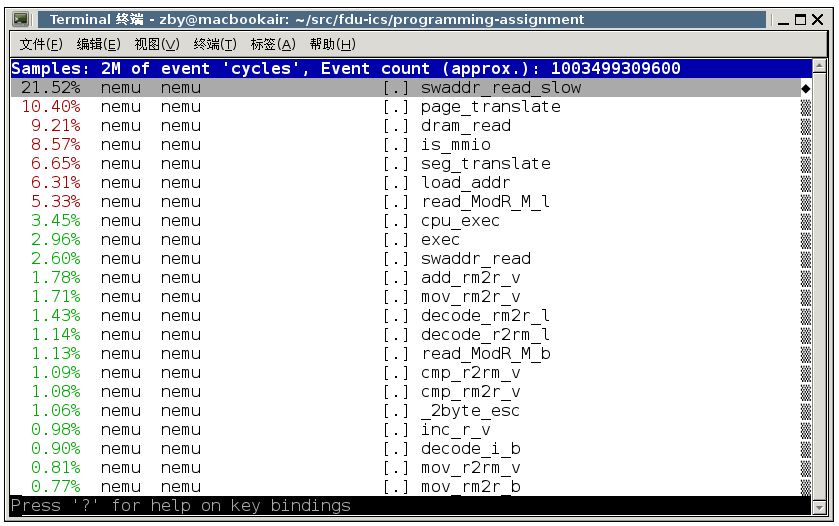 Terminal 终端 - zby@macbookair: ~/src/fdu-ics/programming-assignment
文件(F) 编辑(E) 视图(V) 终端(T) 标签(A) 帮助(H)
Samples: 2M of event 'cycles', Event count (approx.): 1003499309600
21.52% nemu nemu [.] swaddr_read_slow
10.40% nemu nemu [.] page_translate
9.21% nemu nemu [.] dram_read
8.57% nemu nemu [.] is_mmio
6.65% nemu nemu [.] seg_translate
6.31% nemu nemu [.] load_addr
5.33% nemu nemu [.] read_ModR_M_l
3.45% nemu nemu [.] cpu_exec
2.96% nemu nemu [.] exec
2.60% nemu nemu [.] swaddr_read
1.78% nemu nemu [.] add_rm2r_v
1.71% nemu nemu [.] mov_rm2r_v
1.43% nemu nemu [.] decode_rm2r_l
1.14% nemu nemu [.] decode_r2rm_l
1.13% nemu nemu [.] read_ModR_M_b
1.09% nemu nemu [.] cmp_r2rm_v
1.08% nemu nemu [.] cmp_rm2r_v
1.06% nemu nemu [.] _2byte_esc
0.98% nemu nemu [.] inc_r_v
0.90% nemu nemu [.] decode_i_b
0.81% nemu nemu [.] mov_r2rm_v
0.77% nemu nemu [.] mov_rm2r_b
Press '?' for help on key bindings